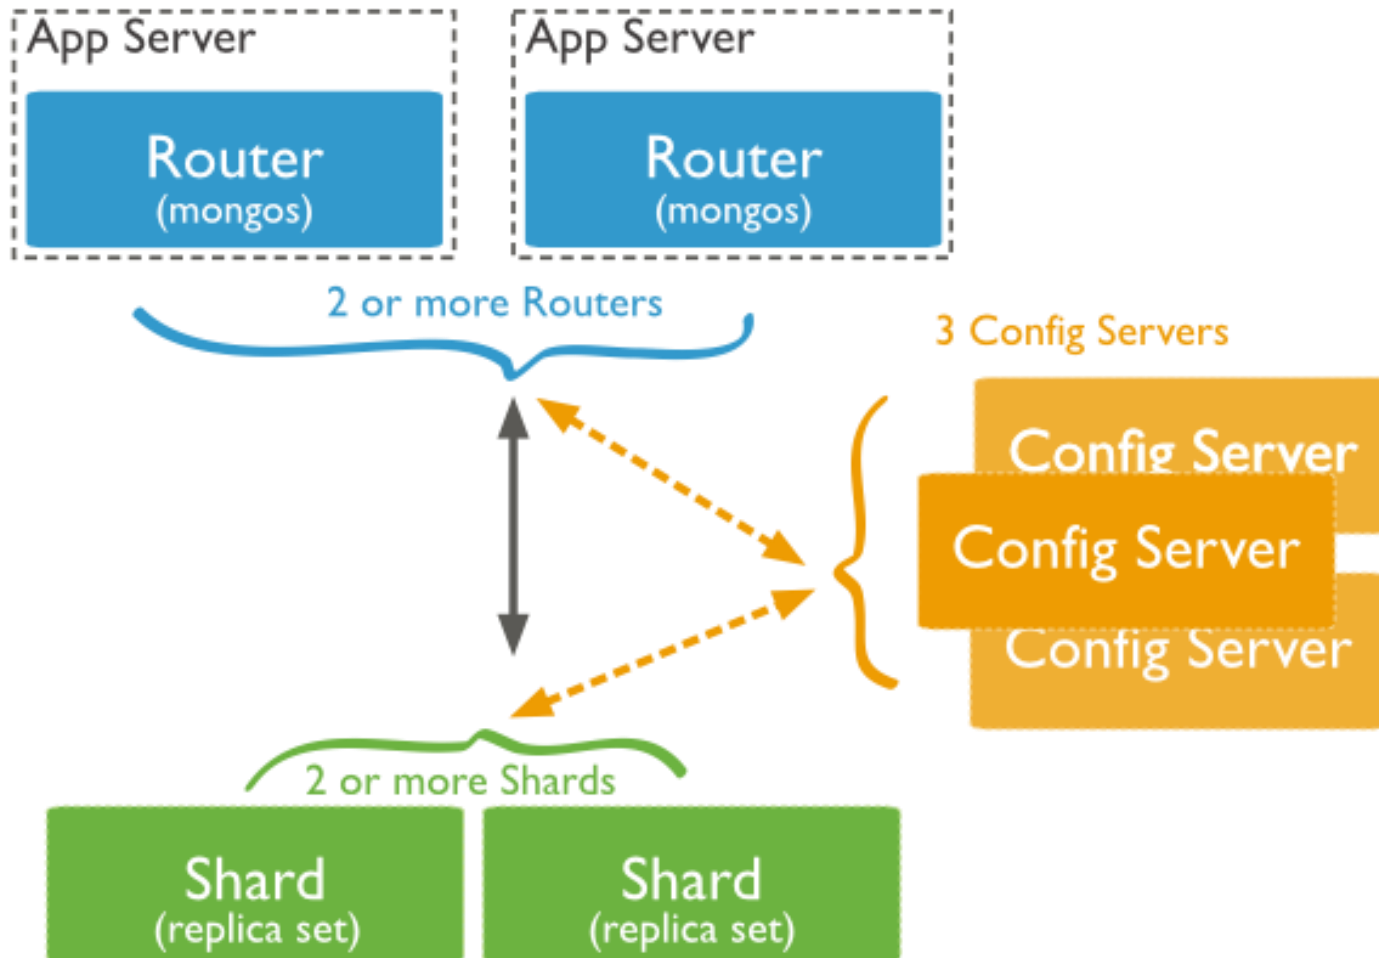 App Server
App Server
Router
(mongos)
Router
(mongos)
2 or more Routers
3 Config Servers
Config Server
Config Server
Config Server
2 or more Shards
Shard
(replica set)
Shard
(replica set)